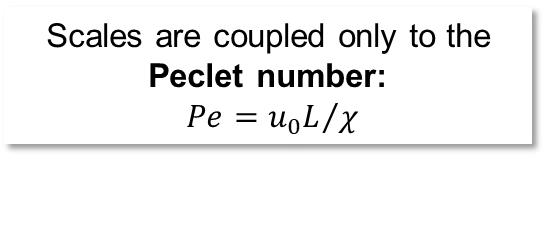 Scales are coupled only to the
Peclet number:
𝑃𝑒 = 𝑢₀𝐿/𝜒